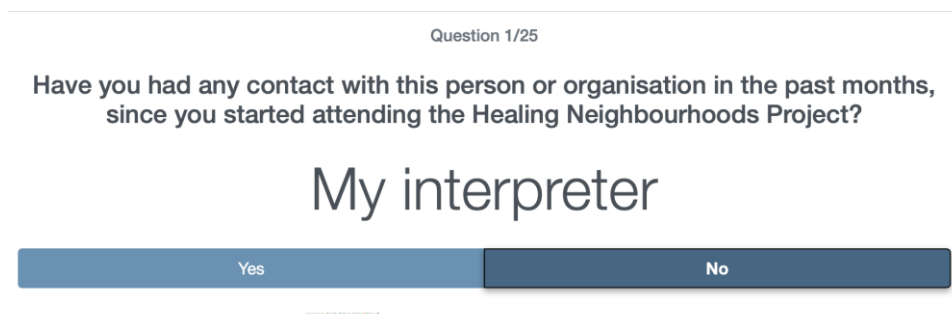 Question 1/25
Have you had any contact with this person or organisation in the past months,
since you started attending the Healing Neighbourhoods Project?
My interpreter
Yes
No